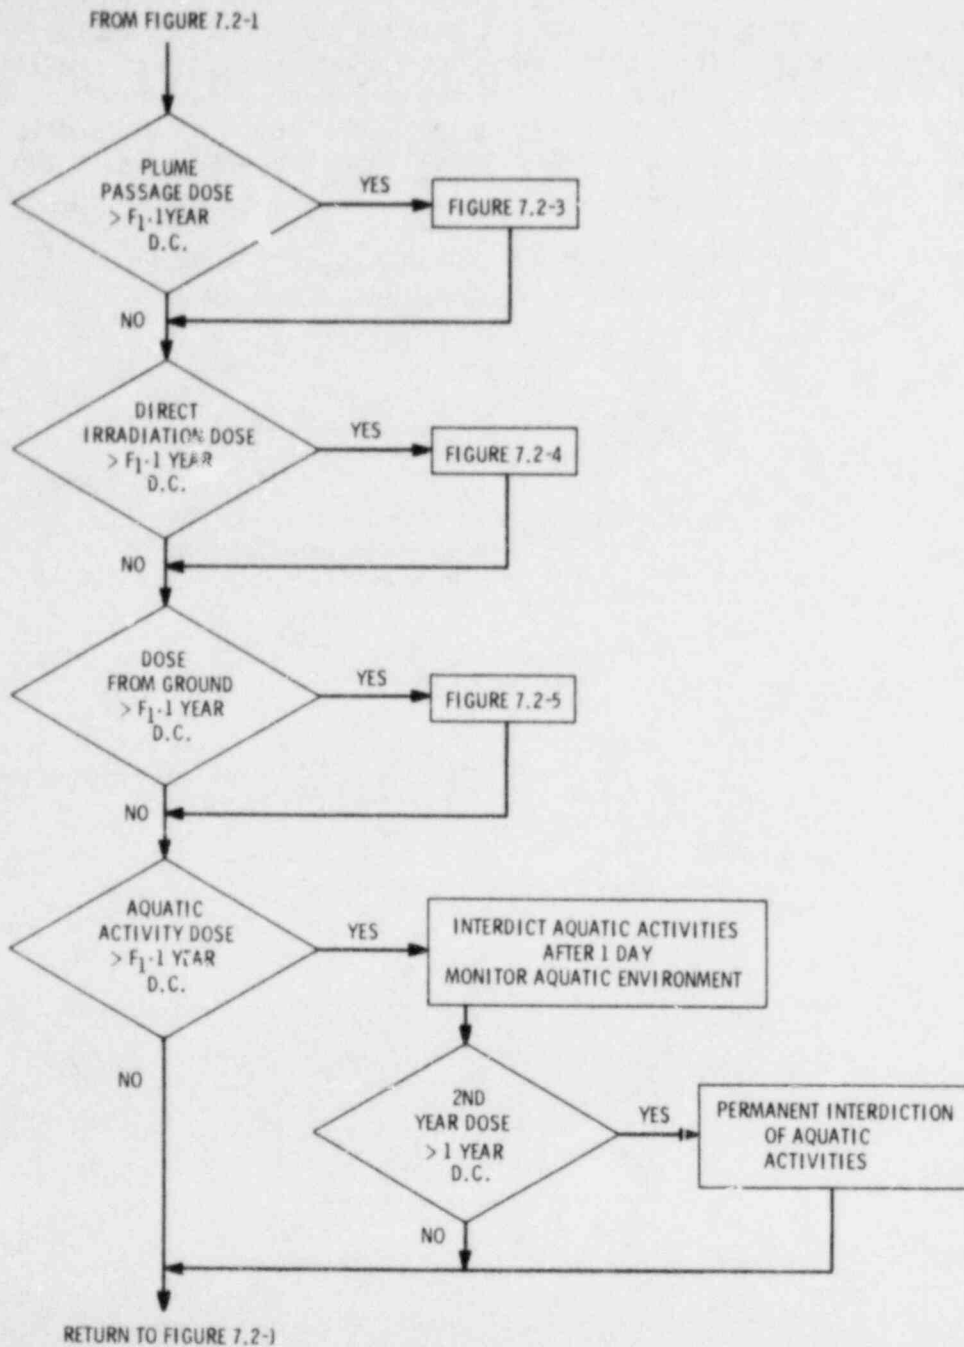 FROM FIGURE 7.2-1
PLUME
PASSAGE DOSE
> F1·1 YEAR
D.C.
YES
FIGURE 7.2-3
NO
DIRECT
IRRADIATION DOSE
> F1·1 YEAR
D.C.
YES
FIGURE 7.2-4
NO
DOSE
FROM GROUND
> F1·1 YEAR
D.C.
YES
FIGURE 7.2-5
NO
AQUATIC
ACTIVITY DOSE
> F1·1 YEAR
D.C.
YES
INTERDICT AQUATIC ACTIVITIES
AFTER 1 DAY
MONITOR AQUATIC ENVIRONMENT
NO
2ND
YEAR DOSE
> 1 YEAR
D.C.
YES
PERMANENT INTERDICTION
OF AQUATIC
ACTIVITIES
NO
RETURN TO FIGURE 7.2-1